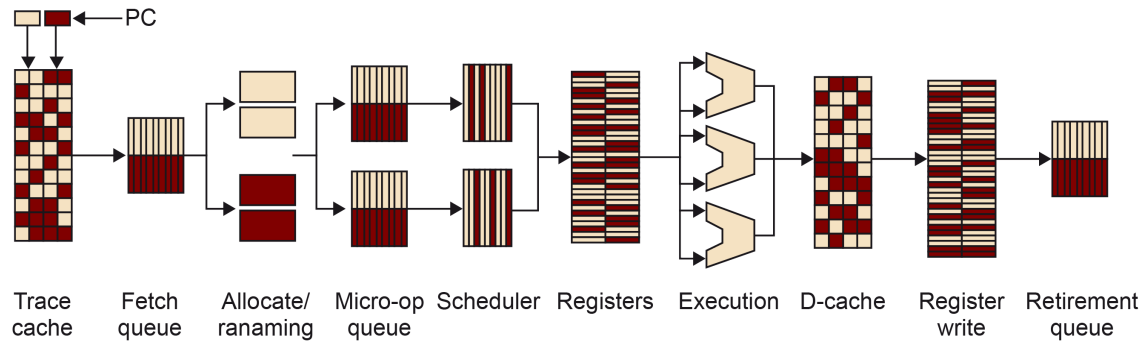 PC
Trace cache
Fetch queue
Allocate/ ranaming
Micro-op queue
Scheduler
Registers
Execution
D-cache
Register write
Retirement queue